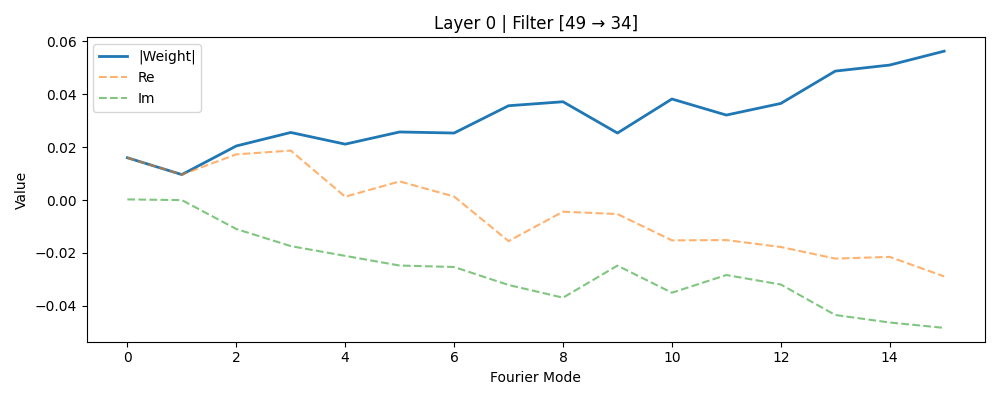 Layer 0 | Filter [49 → 34]
|Weight|
Re
Im
Value
0.06
0.04
0.02
0.00
−0.02
−0.04
0 2 4 6 8 10 12 14
Fourier Mode